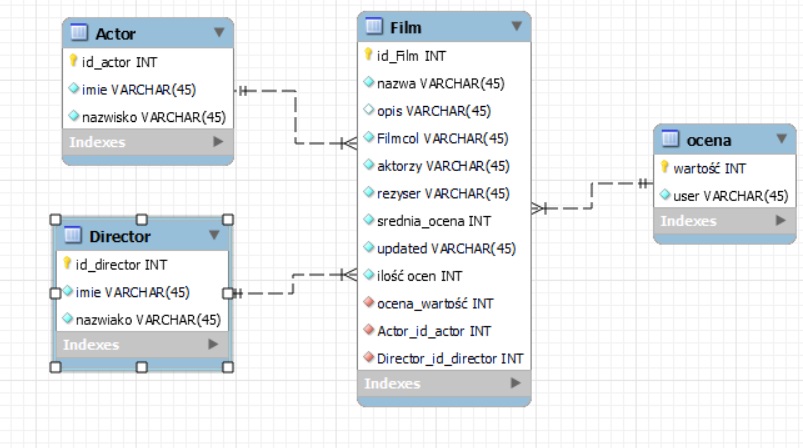 Actor
id_actor INT
imie VARCHAR(45)
nazwisko VARCHAR(45)
Indexes
Director
id_director INT
imie VARCHAR(45)
nazwiako VARCHAR(45)
Indexes
Film
id_Film INT
nazwa VARCHAR(45)
opis VARCHAR(45)
Filmcol VARCHAR(45)
aktorzy VARCHAR(45)
rezyser VARCHAR(45)
srednia_ocena INT
updated VARCHAR(45)
ilość ocen INT
ocena_wartość INT
Actor_id_actor INT
Director_id_director INT
Indexes
ocena
wartość INT
user VARCHAR(45)
Indexes